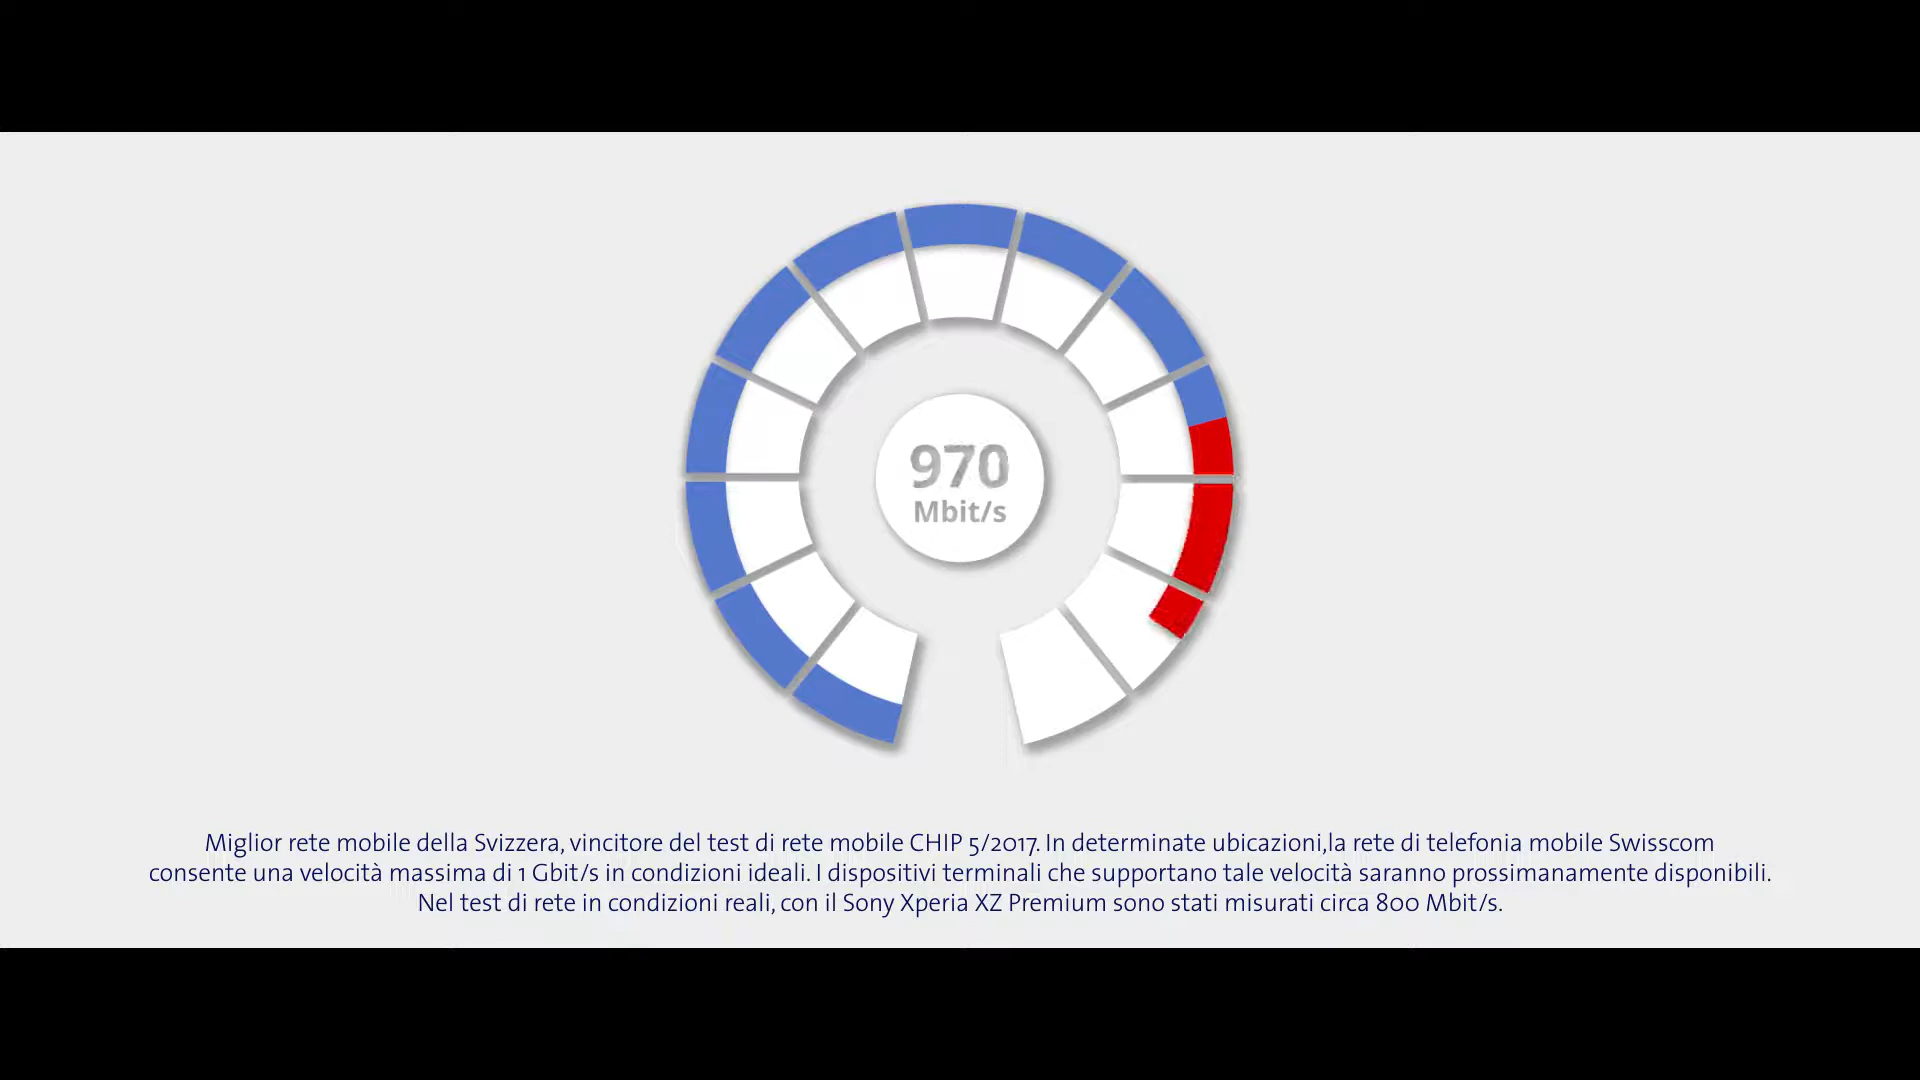 970
Mbit/s
Miglior rete mobile della Svizzera, vincitore del test di rete mobile CHIP 5/2017. In determinate ubicazioni,la rete di telefonia mobile Swisscom
consente una velocità massima di 1 Gbit/s in condizioni ideali. I dispositivi terminali che supportano tale velocità saranno prossimanamente disponibili.
Nel test di rete in condizioni reali, con il Sony Xperia XZ Premium sono stati misurati circa 800 Mbit/s.